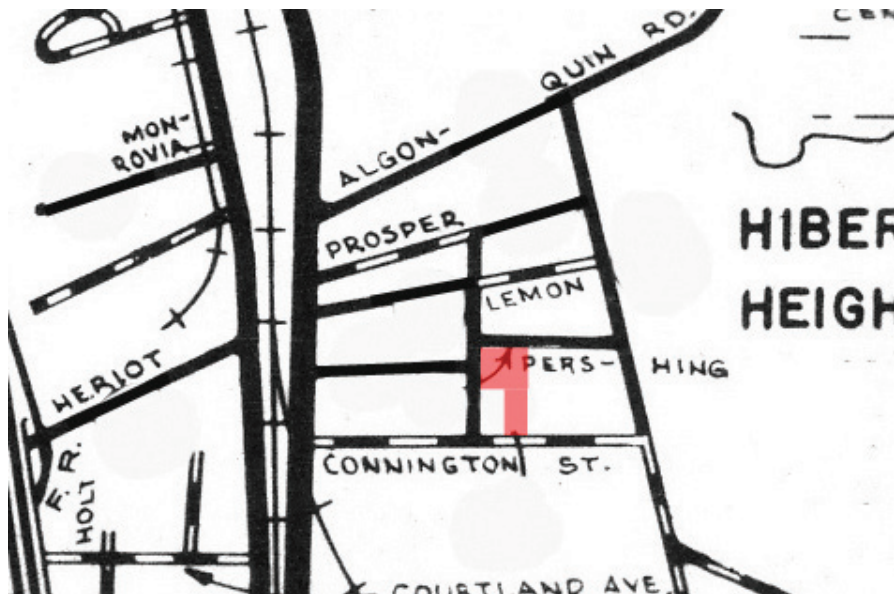 QUIN RD.
MON-
ROVIA
ALGON-
PROSPER
HIBER
LEMON
HEIGH
HERIOT
PERS-
HING
CONNINGTON ST.
F. R.
HOLT
COURTLAND AVE.